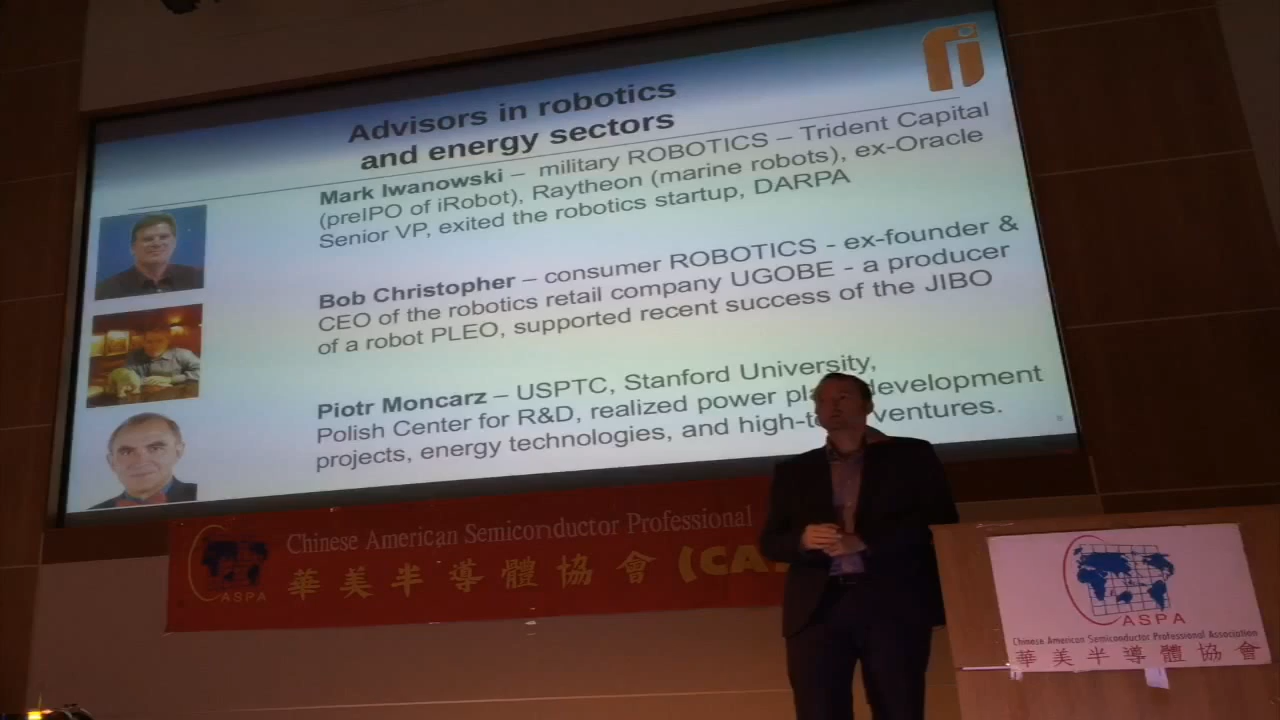 Advisors in robotics
and energy sectors
Mark Iwanowski – military ROBOTICS – Trident Capital
(preIPO of iRobot), Raytheon (marine robots), ex-Oracle
Senior VP, exited the robotics startup, DARPA
Bob Christopher – consumer ROBOTICS - ex-founder &
CEO of the robotics retail company UGOBE - a producer
of a robot PLEO, supported recent success of the JIBO
Piotr Moncarz – USPTC, Stanford University,
Polish Center for R&D, realized power development
projects, energy technologies, and ventures.
Chinese American Semiconductor Professional
華美半導體協會 (CA
ASPA
ASPA
Chinese American Semiconductor Professional Association
華美半導體協會